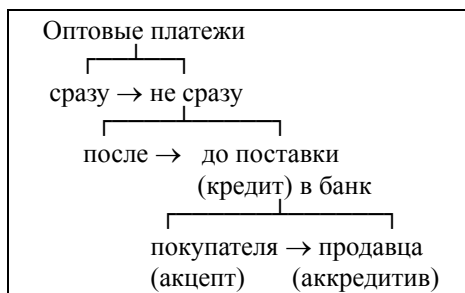 Оптовые платежи
сразу → не сразу
после → до поставки
(кредит) в банк
покупателя → продавца
(акцепт) (аккредитив)